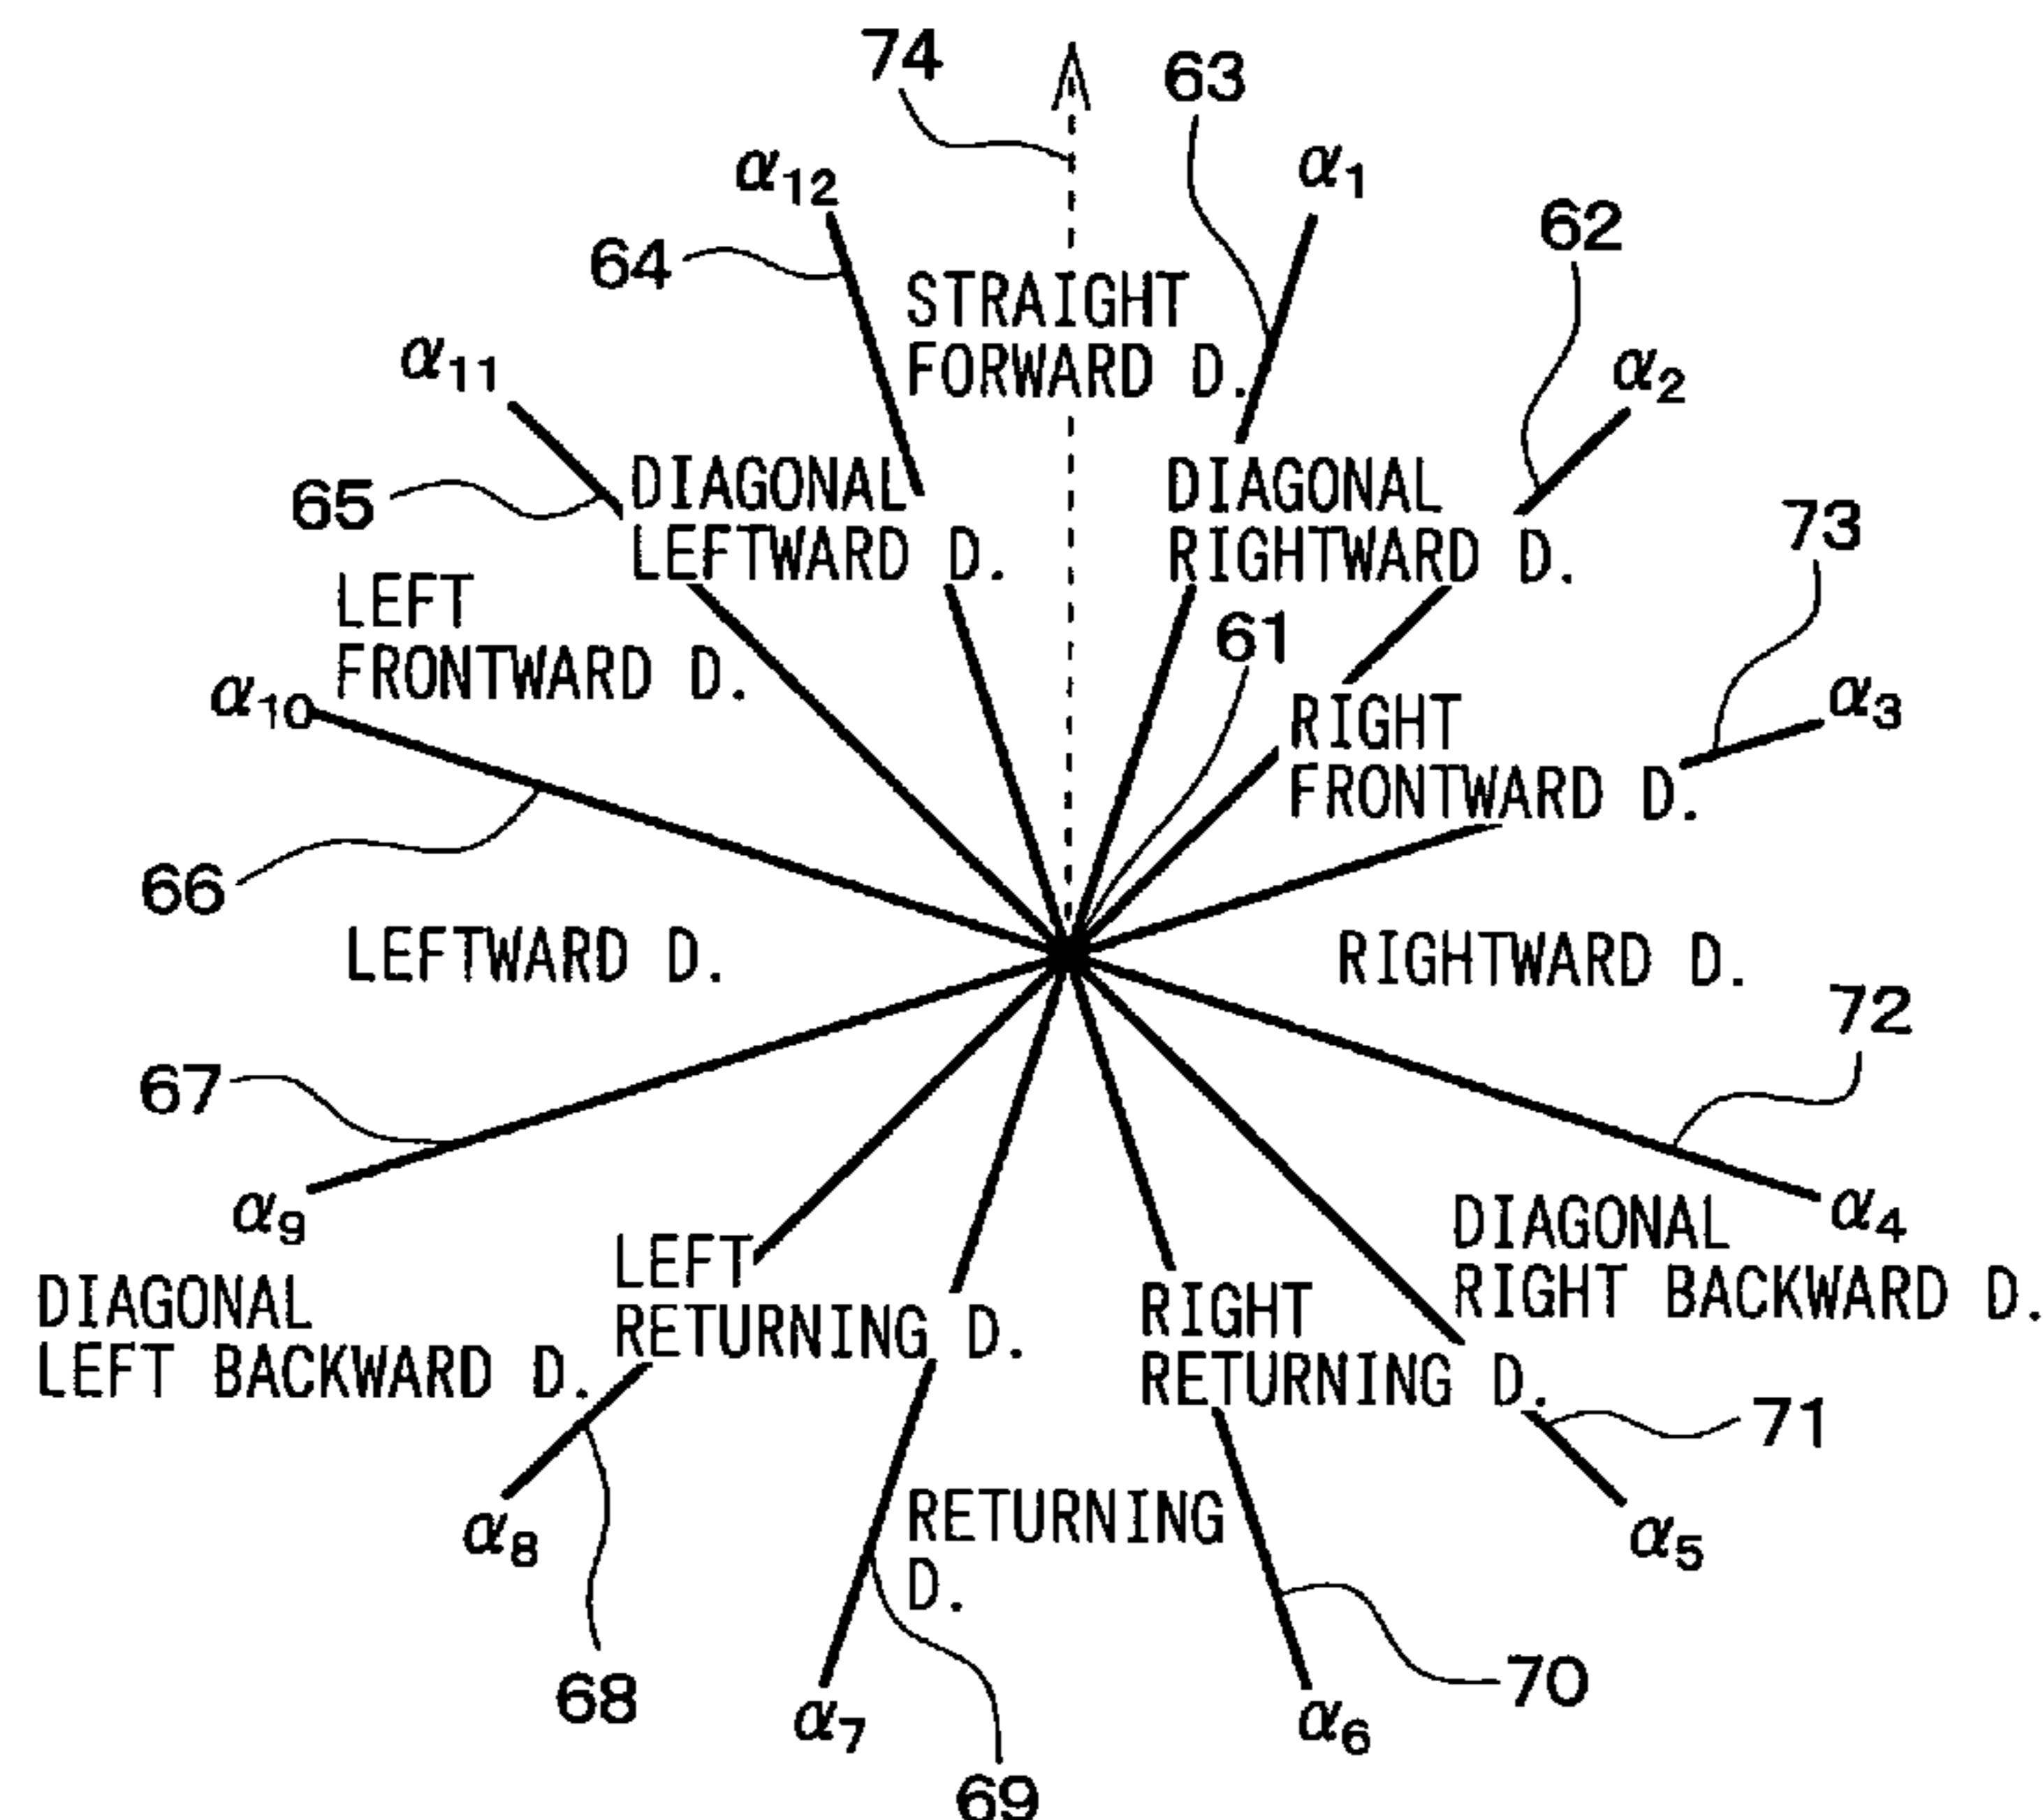 74
63
α1
α12
62
64
STRAIGHT
FORWARD D.
α11
α2
65
DIAGONAL
LEFTWARD D.
DIAGONAL
RIGHTWARD D.
73
LEFT
FRONTWARD D.
61
α10
RIGHT
FRONTWARD D.
α3
66
LEFTWARD D.
RIGHTWARD D.
72
67
α9
α4
DIAGONAL
RIGHT BACKWARD D.
LEFT
RETURNING D.
DIAGONAL
LEFT BACKWARD D.
RIGHT
RETURNING D.
71
α8
RETURNING
D.
α5
68
α7
α6
70
69